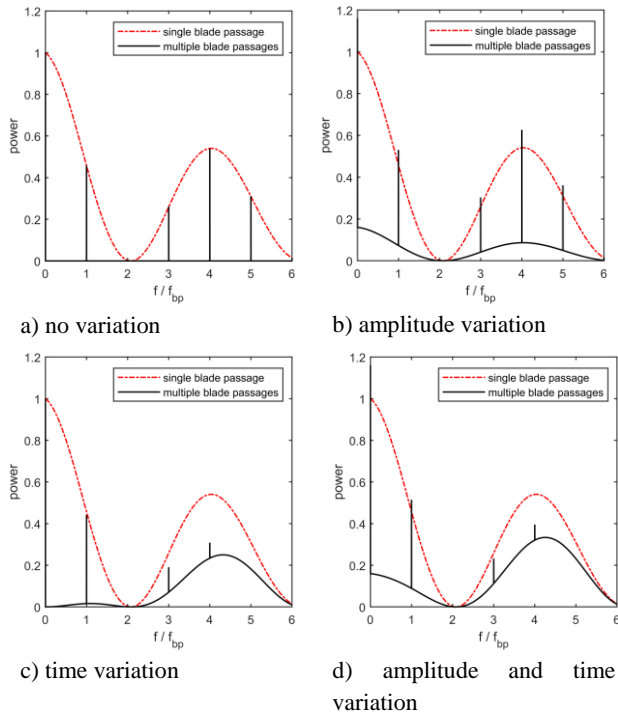 1.2
1
0.8
0.6
0.4
0.2
0
power
single blade passage
multiple blade passages
0 1 2 3 4 5 6
f / f_bp
a) no variation
1.2
1
0.8
0.6
0.4
0.2
0
power
single blade passage
multiple blade passages
0 1 2 3 4 5 6
f / f_bp
b) amplitude variation
1.2
1
0.8
0.6
0.4
0.2
0
power
single blade passage
multiple blade passages
0 1 2 3 4 5 6
f / f_bp
c) time variation
1.2
1
0.8
0.6
0.4
0.2
0
power
single blade passage
multiple blade passages
0 1 2 3 4 5 6
f / f_bp
d) amplitude and time
variation